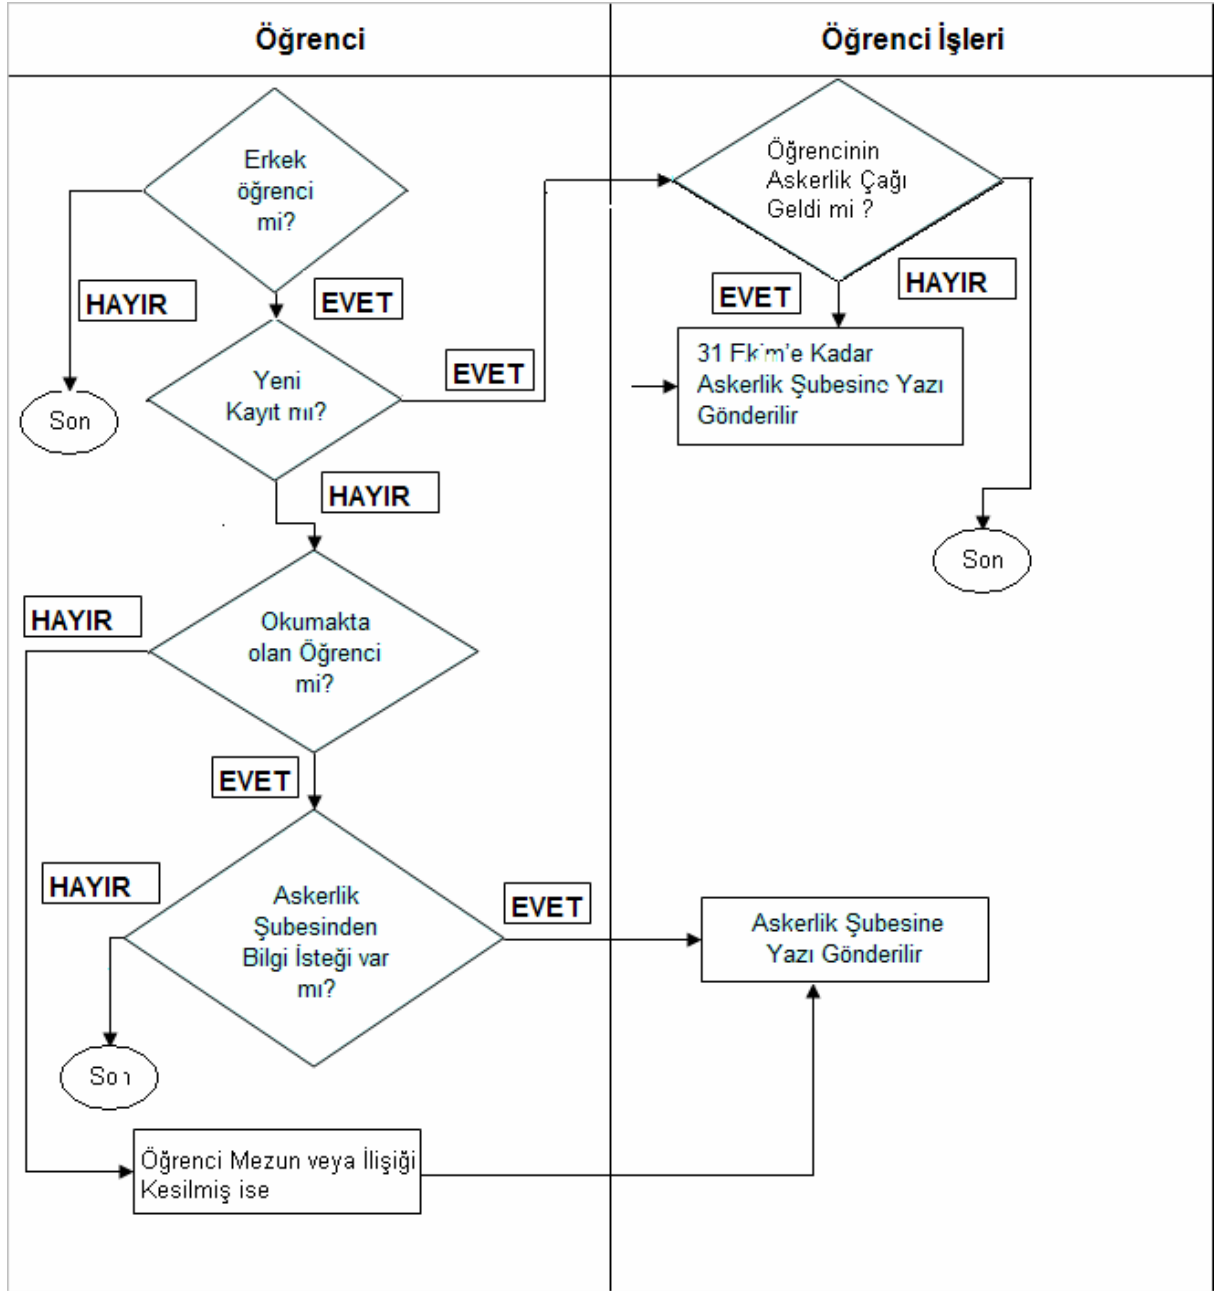 Öğrenci
Öğrenci İşleri
Erkek
öğrenci
mi?
HAYIR
EVET
Son
Yeni
Kayıt mı?
EVET
HAYIR
Öğrencinin
Askerlik Çağı
Geldi mi ?
EVET
HAYIR
31 Ekim'e Kadar
Askerlik Şubesine Yazı
Gönderilir
Son
Okumakta
olan Öğrenci
mi?
HAYIR
EVET
Askerlik
Şubesinden
Bilgi İsteği var
mı?
HAYIR
EVET
Son
Askerlik Şubesine
Yazı Gönderilir
Öğrenci Mezun veya İlişiği
Kesilmiş ise